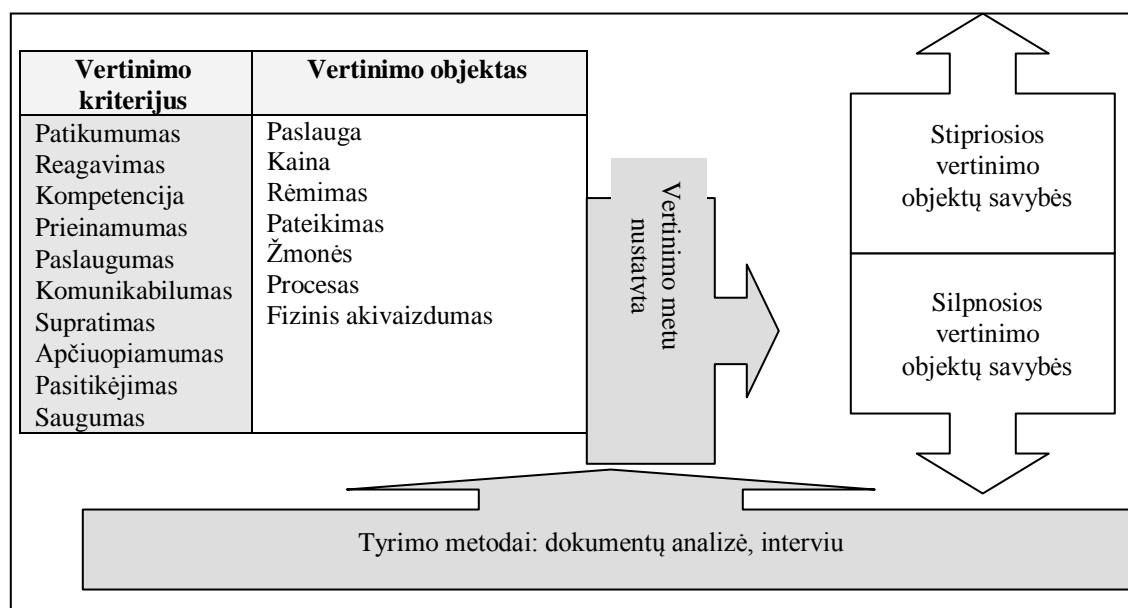 Vertinimo
kriterijus
Vertinimo objektas
Patikumumas
Reagavimas
Kompetencija
Prieinamumas
Paslaugumas
Komunikabilumas
Supratimas
Apčiuopiamumas
Pasitikėjimas
Saugumas
Paslauga
Kaina
Rėmimas
Pateikimas
Žmonės
Procesas
Fizinis akivaizdumas
Vertinimo metu
nustatyta
Stipriosios
vertinimo
objektų savybės
Silpnosios
vertinimo
objektų savybės
Tyrimo metodai: dokumentų analizė, interviu